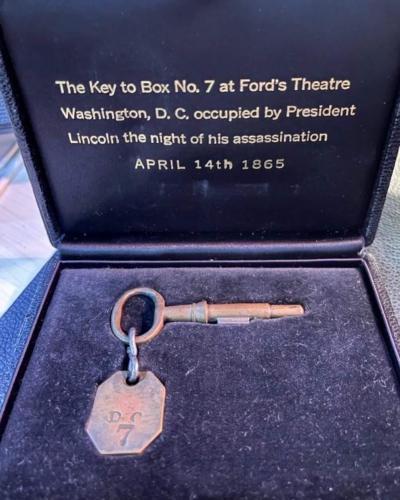 The Key to Box No. 7 at Ford's Theatre
Washington, D. C. occupied by President
Lincoln the night of his assassination
APRIL 14th 1865
D.C
7